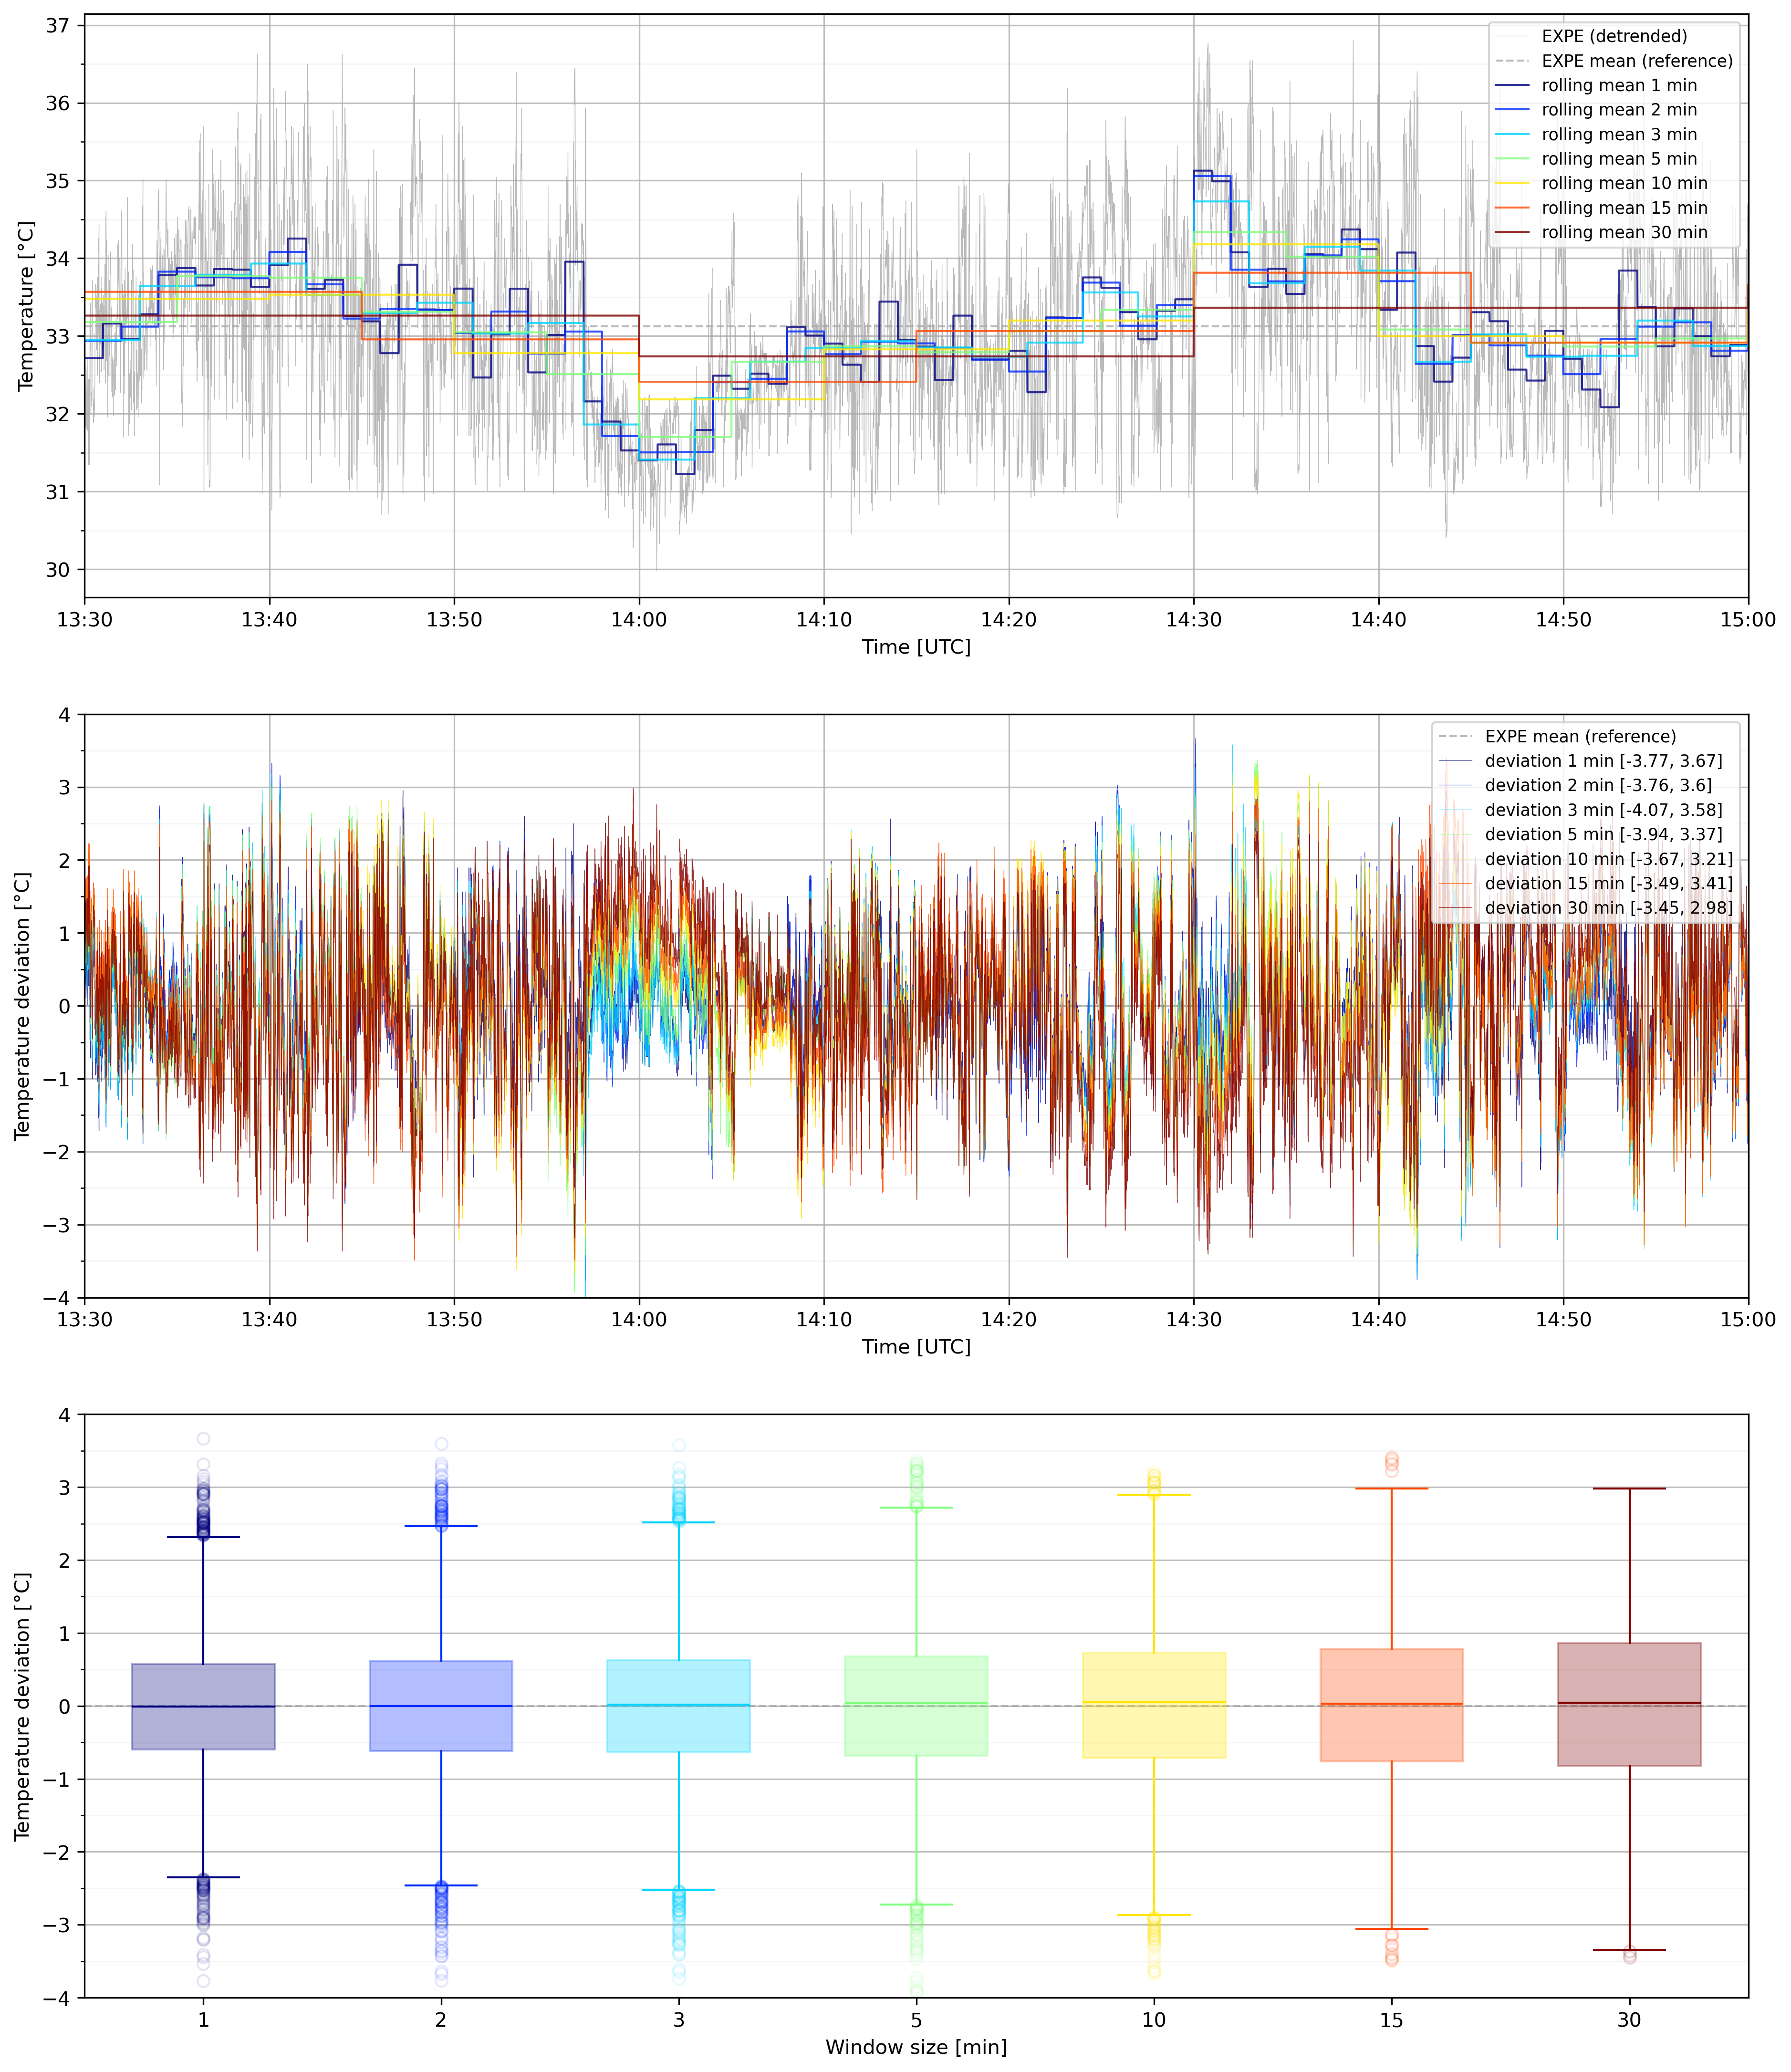 37
36
35
34
33
32
31
30
Temperature [°C]
EXPE (detrended)
EXPE mean (reference)
rolling mean 1 min
rolling mean 2 min
rolling mean 3 min
rolling mean 5 min
rolling mean 10 min
rolling mean 15 min
rolling mean 30 min
13:30 13:40 13:50 14:00 14:10 14:20 14:30 14:40 14:50 15:00
Time [UTC]
4
3
2
1
0
−1
−2
−3
−4
Temperature deviation [°C]
EXPE mean (reference)
deviation 1 min [-3.77, 3.67]
deviation 2 min [-3.76, 3.6]
deviation 3 min [-4.07, 3.58]
deviation 5 min [-3.94, 3.37]
deviation 10 min [-3.67, 3.21]
deviation 15 min [-3.49, 3.41]
deviation 30 min [-3.45, 2.98]
13:30 13:40 13:50 14:00 14:10 14:20 14:30 14:40 14:50 15:00
Time [UTC]
4
3
2
1
0
−1
−2
−3
−4
Temperature deviation [°C]
1 2 3 5 10 15 30
Window size [min]